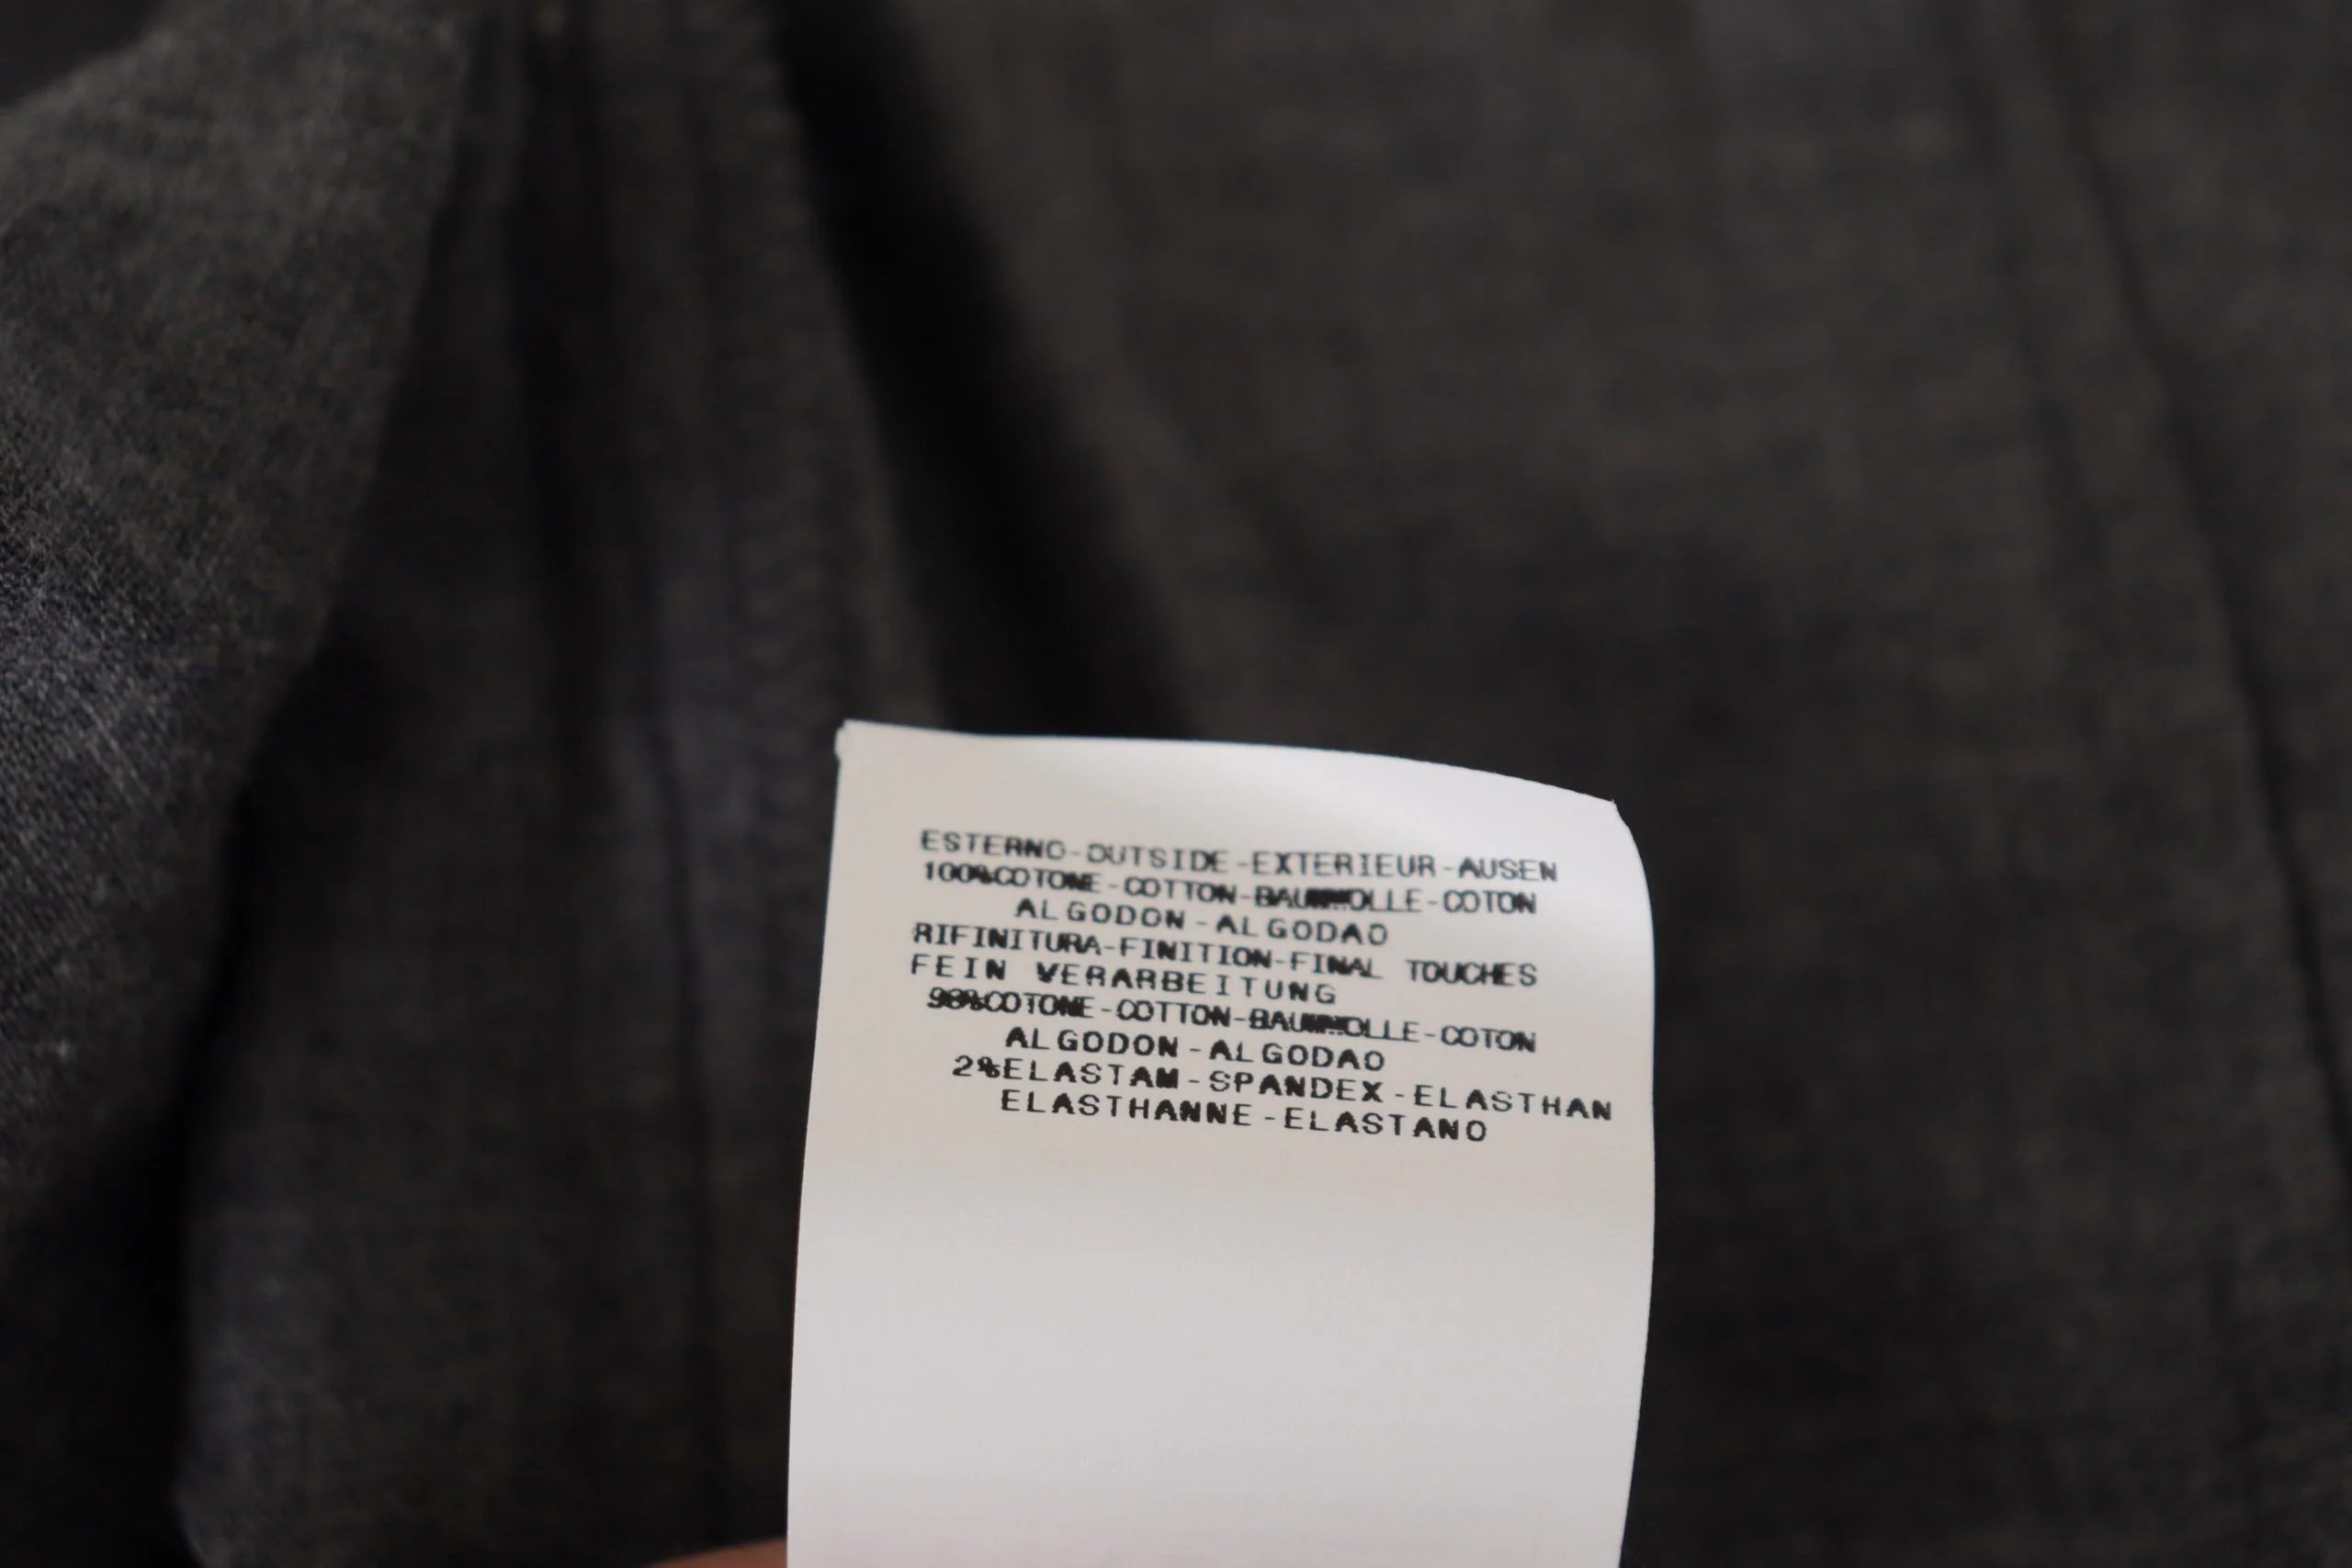 ESTERNO-OUTSIDE-EXTERIEUR-AUSEN
100%COTONE-COTTON-BAUMWOLLE-COTON
ALGODON-ALGODAO
RIFINITURA-FINITION-FINAL TOUCHES
FEIN VERARBEITUNG
98%COTONE-COTTON-BAUMWOLLE-COTON
ALGODON-ALGODAO
2%ELASTAM-SPANDEX-ELASTHAN
ELASTHANNE-ELASTANO